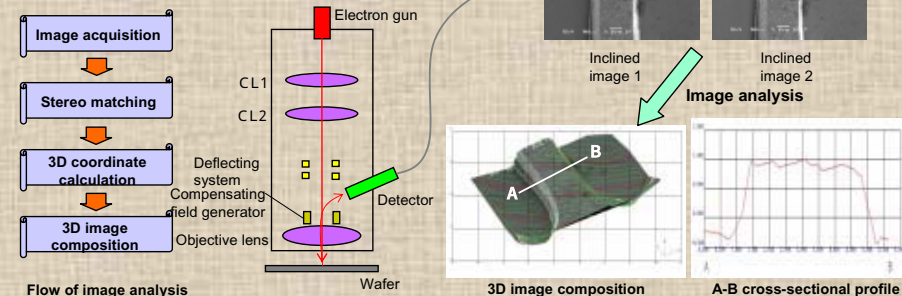 Image acquisition
Stereo matching
3D coordinate
calculation
3D image
composition
Flow of image analysis
Electron gun
CL1
CL2
Deflecting
system
Compensating
field generator
Objective lens
Detector
Wafer
Inclined
image 1
Inclined
image 2
Image analysis
A
B
3D image composition
A
B
A-B cross-sectional profile